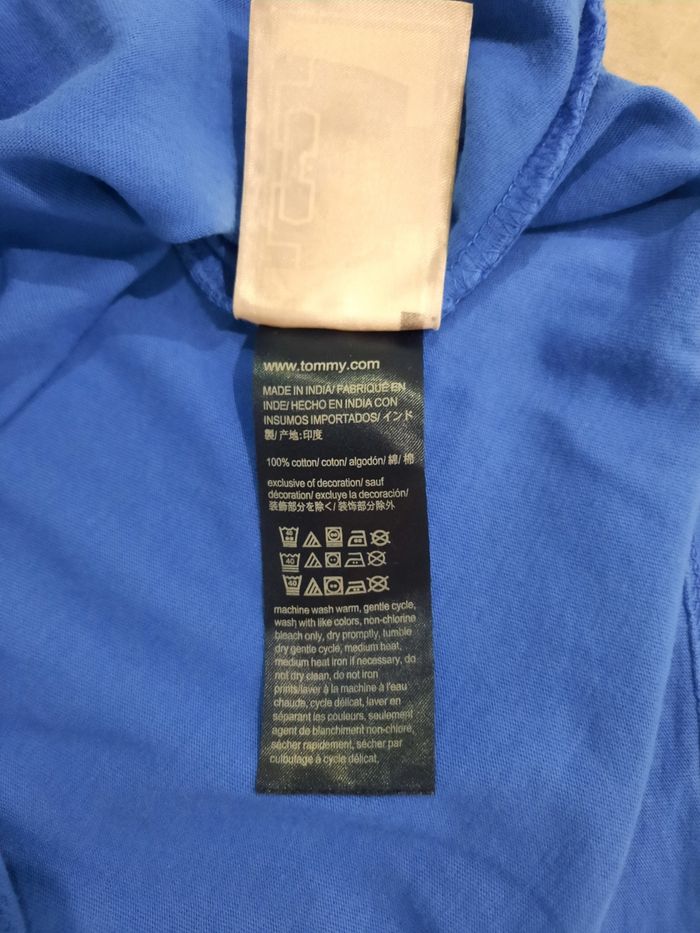 www.tommy.com
MADE IN INDIA/ FABRIQUÉ EN
INDE/ HECHO EN INDIA CON
INSUMOS IMPORTADOS/ インド
製/ 产地:印度
100% cotton/ coton/ algodón/ 綿/ 棉
exclusive of decoration/ sauf
décoration/ excluye la decoración/
装飾部分を除く/ 装饰部分除外
40
40
40
machine wash warm, gentle cycle,
wash with like colors, non-chlorine
bleach only, dry promptly, tumble
dry gentle cycle, medium heat,
medium heat iron if necessary, do
not dry clean, do not iron
prints/laver à la machine à l'eau
chaude, cycle délicat, laver en
séparant les couleurs, seulement
agent de blanchiment non-chloré,
sécher rapidement, sécher par
culbutage à cycle délicat,